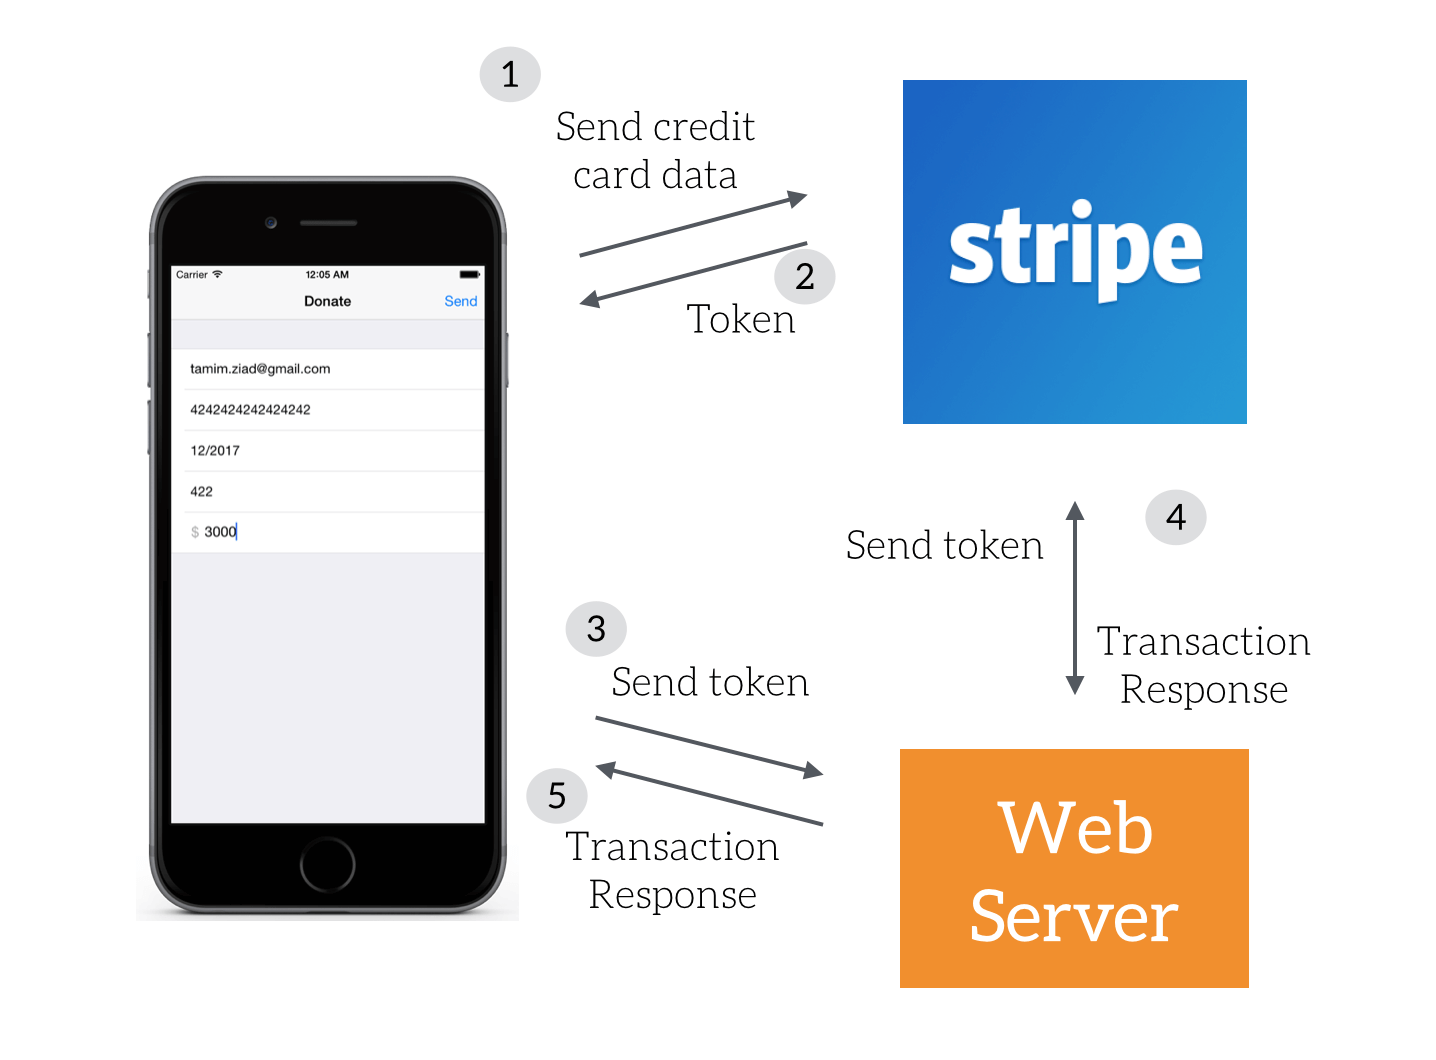 1
Send credit
card data
stripe
2
Token
Carrier
12:05 AM
Donate
Send
tamim.ziad@gmail.com
4242424242424242
12/2017
422
$ 3000
4
Send token
Transaction
Response
3
Send token
5
Transaction
Response
Web
Server